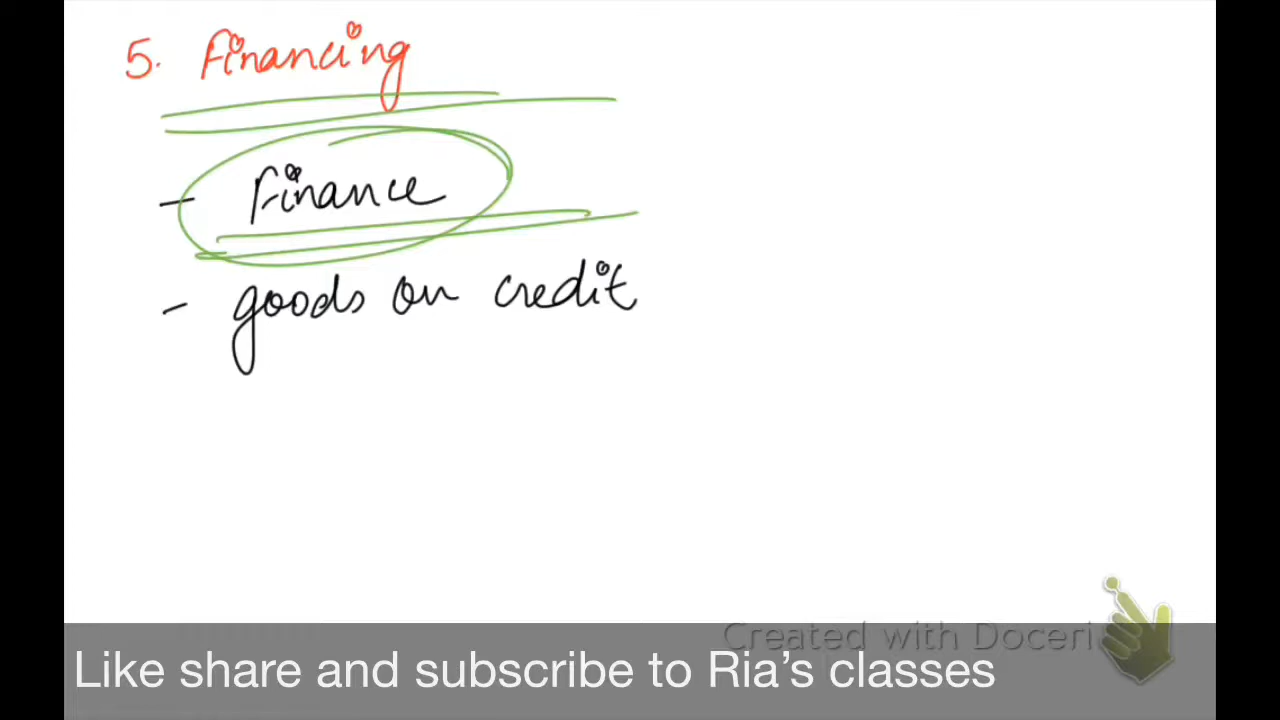 5. Financing
- Finance
- goods on credit
Created with Doceri
Like share and subscribe to Ria's classes